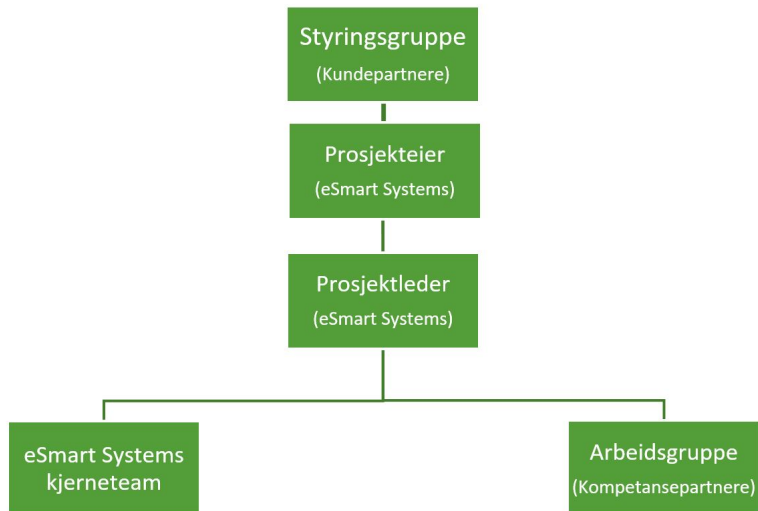 Styringsgruppe
(Kundepartnere)
Prosjekteier
(eSmart Systems)
Prosjektleder
(eSmart Systems)
eSmart Systems
kjerneteam
Arbeidsgruppe
(Kompetansepartnere)